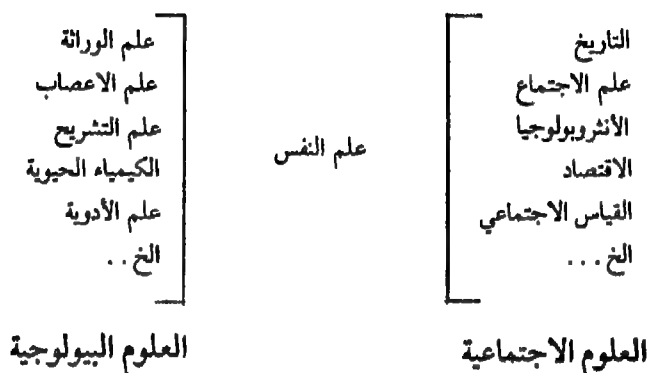 التاريخ
علم الاجتماع
الأنثروبولوجيا
الاقتصاد
القياس الاجتماعي
الخ . . .
العلوم الاجتماعية
علم النفس
علم الوراثة
علم الاعصاب
علم التشريح
الكيمياء الحيوية
علم الأدوية
الخ . .
العلوم البيولوجية